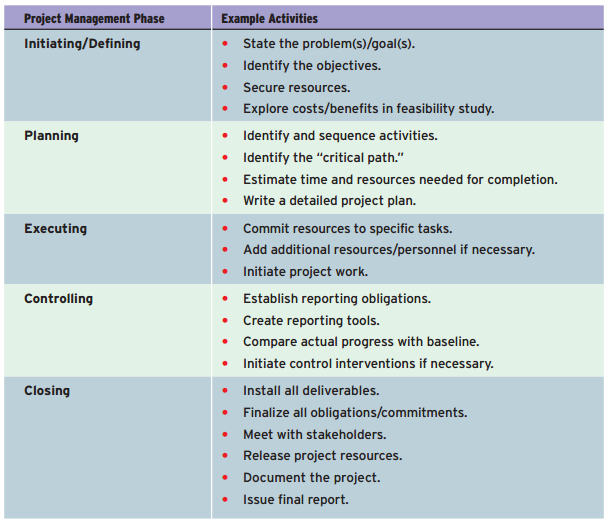 Project Management Phase Example Activities
Initiating/Defining • State the problem(s)/goal(s).
• Identify the objectives.
• Secure resources.
• Explore costs/benefits in feasibility study.
Planning • Identify and sequence activities.
• Identify the “critical path.”
• Estimate time and resources needed for completion.
• Write a detailed project plan.
Executing • Commit resources to specific tasks.
• Add additional resources/personnel if necessary.
• Initiate project work.
Controlling • Establish reporting obligations.
• Create reporting tools.
• Compare actual progress with baseline.
• Initiate control interventions if necessary.
Closing • Install all deliverables.
• Finalize all obligations/commitments.
• Meet with stakeholders.
• Release project resources.
• Document the project.
• Issue final report.